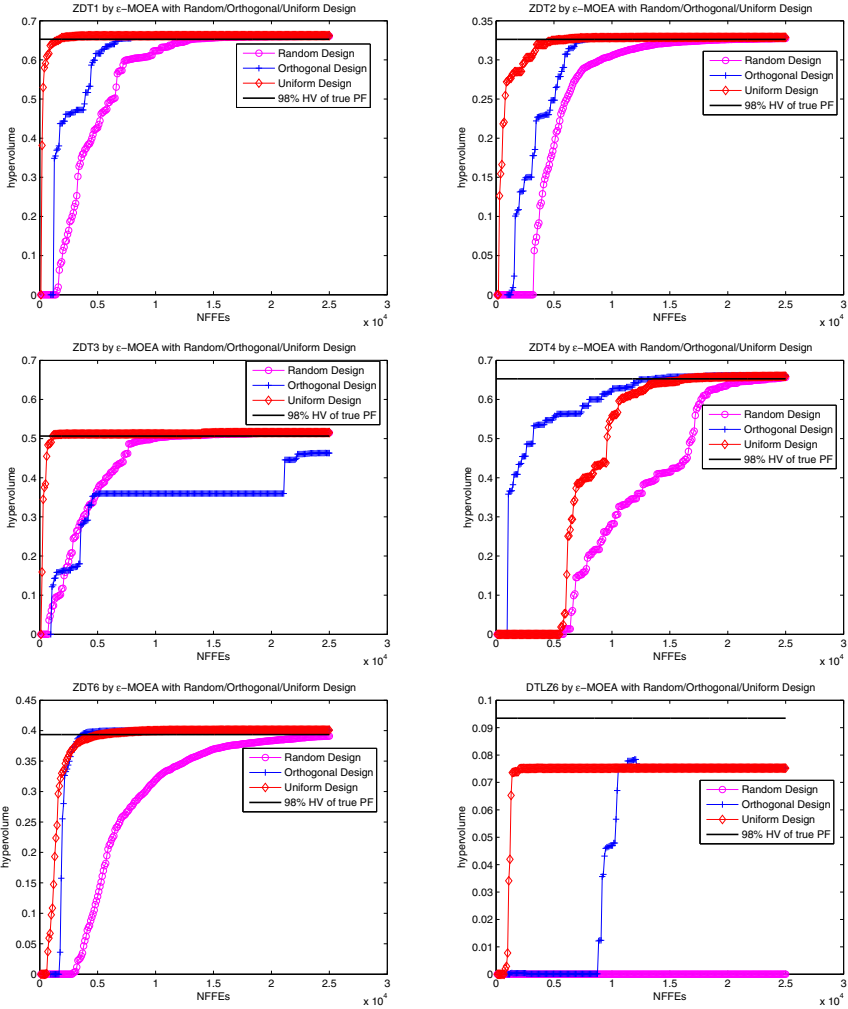 ZDT1 by ε−MOEA with Random/Orthogonal/Uniform Design
0.7
0.6
0.5
0.4
0.3
0.2
0.1
0
hypervolume
Random Design
Orthogonal Design
Uniform Design
98% HV of true PF
0 0.5 1 1.5 2 2.5 3
NFFEs
x 10^4
ZDT2 by ε−MOEA with Random/Orthogonal/Uniform Design
0.35
0.3
0.25
0.2
0.15
0.1
0.05
0
hypervolume
Random Design
Orthogonal Design
Uniform Design
98% HV of true PF
0 0.5 1 1.5 2 2.5 3
NFFEs
x 10^4
ZDT3 by ε−MOEA with Random/Orthogonal/Uniform Design
0.7
0.6
0.5
0.4
0.3
0.2
0.1
0
hypervolume
Random Design
Orthogonal Design
Uniform Design
98% HV of true PF
0 0.5 1 1.5 2 2.5 3
NFFEs
x 10^4
ZDT4 by ε−MOEA with Random/Orthogonal/Uniform Design
0.7
0.6
0.5
0.4
0.3
0.2
0.1
0
hypervolume
Random Design
Orthogonal Design
Uniform Design
98% HV of true PF
0 0.5 1 1.5 2 2.5 3
NFFEs
x 10^4
ZDT6 by ε−MOEA with Random/Orthogonal/Uniform Design
0.45
0.4
0.35
0.3
0.25
0.2
0.15
0.1
0.05
0
hypervolume
Random Design
Orthogonal Design
Uniform Design
98% HV of true PF
0 0.5 1 1.5 2 2.5 3
NFFEs
x 10^4
DTLZ6 by ε−MOEA with Random/Orthogonal/Uniform Design
0.1
0.09
0.08
0.07
0.06
0.05
0.04
0.03
0.02
0.01
0
hypervolume
Random Design
Orthogonal Design
Uniform Design
98% HV of true PF
0 0.5 1 1.5 2 2.5 3
NFFEs
x 10^4